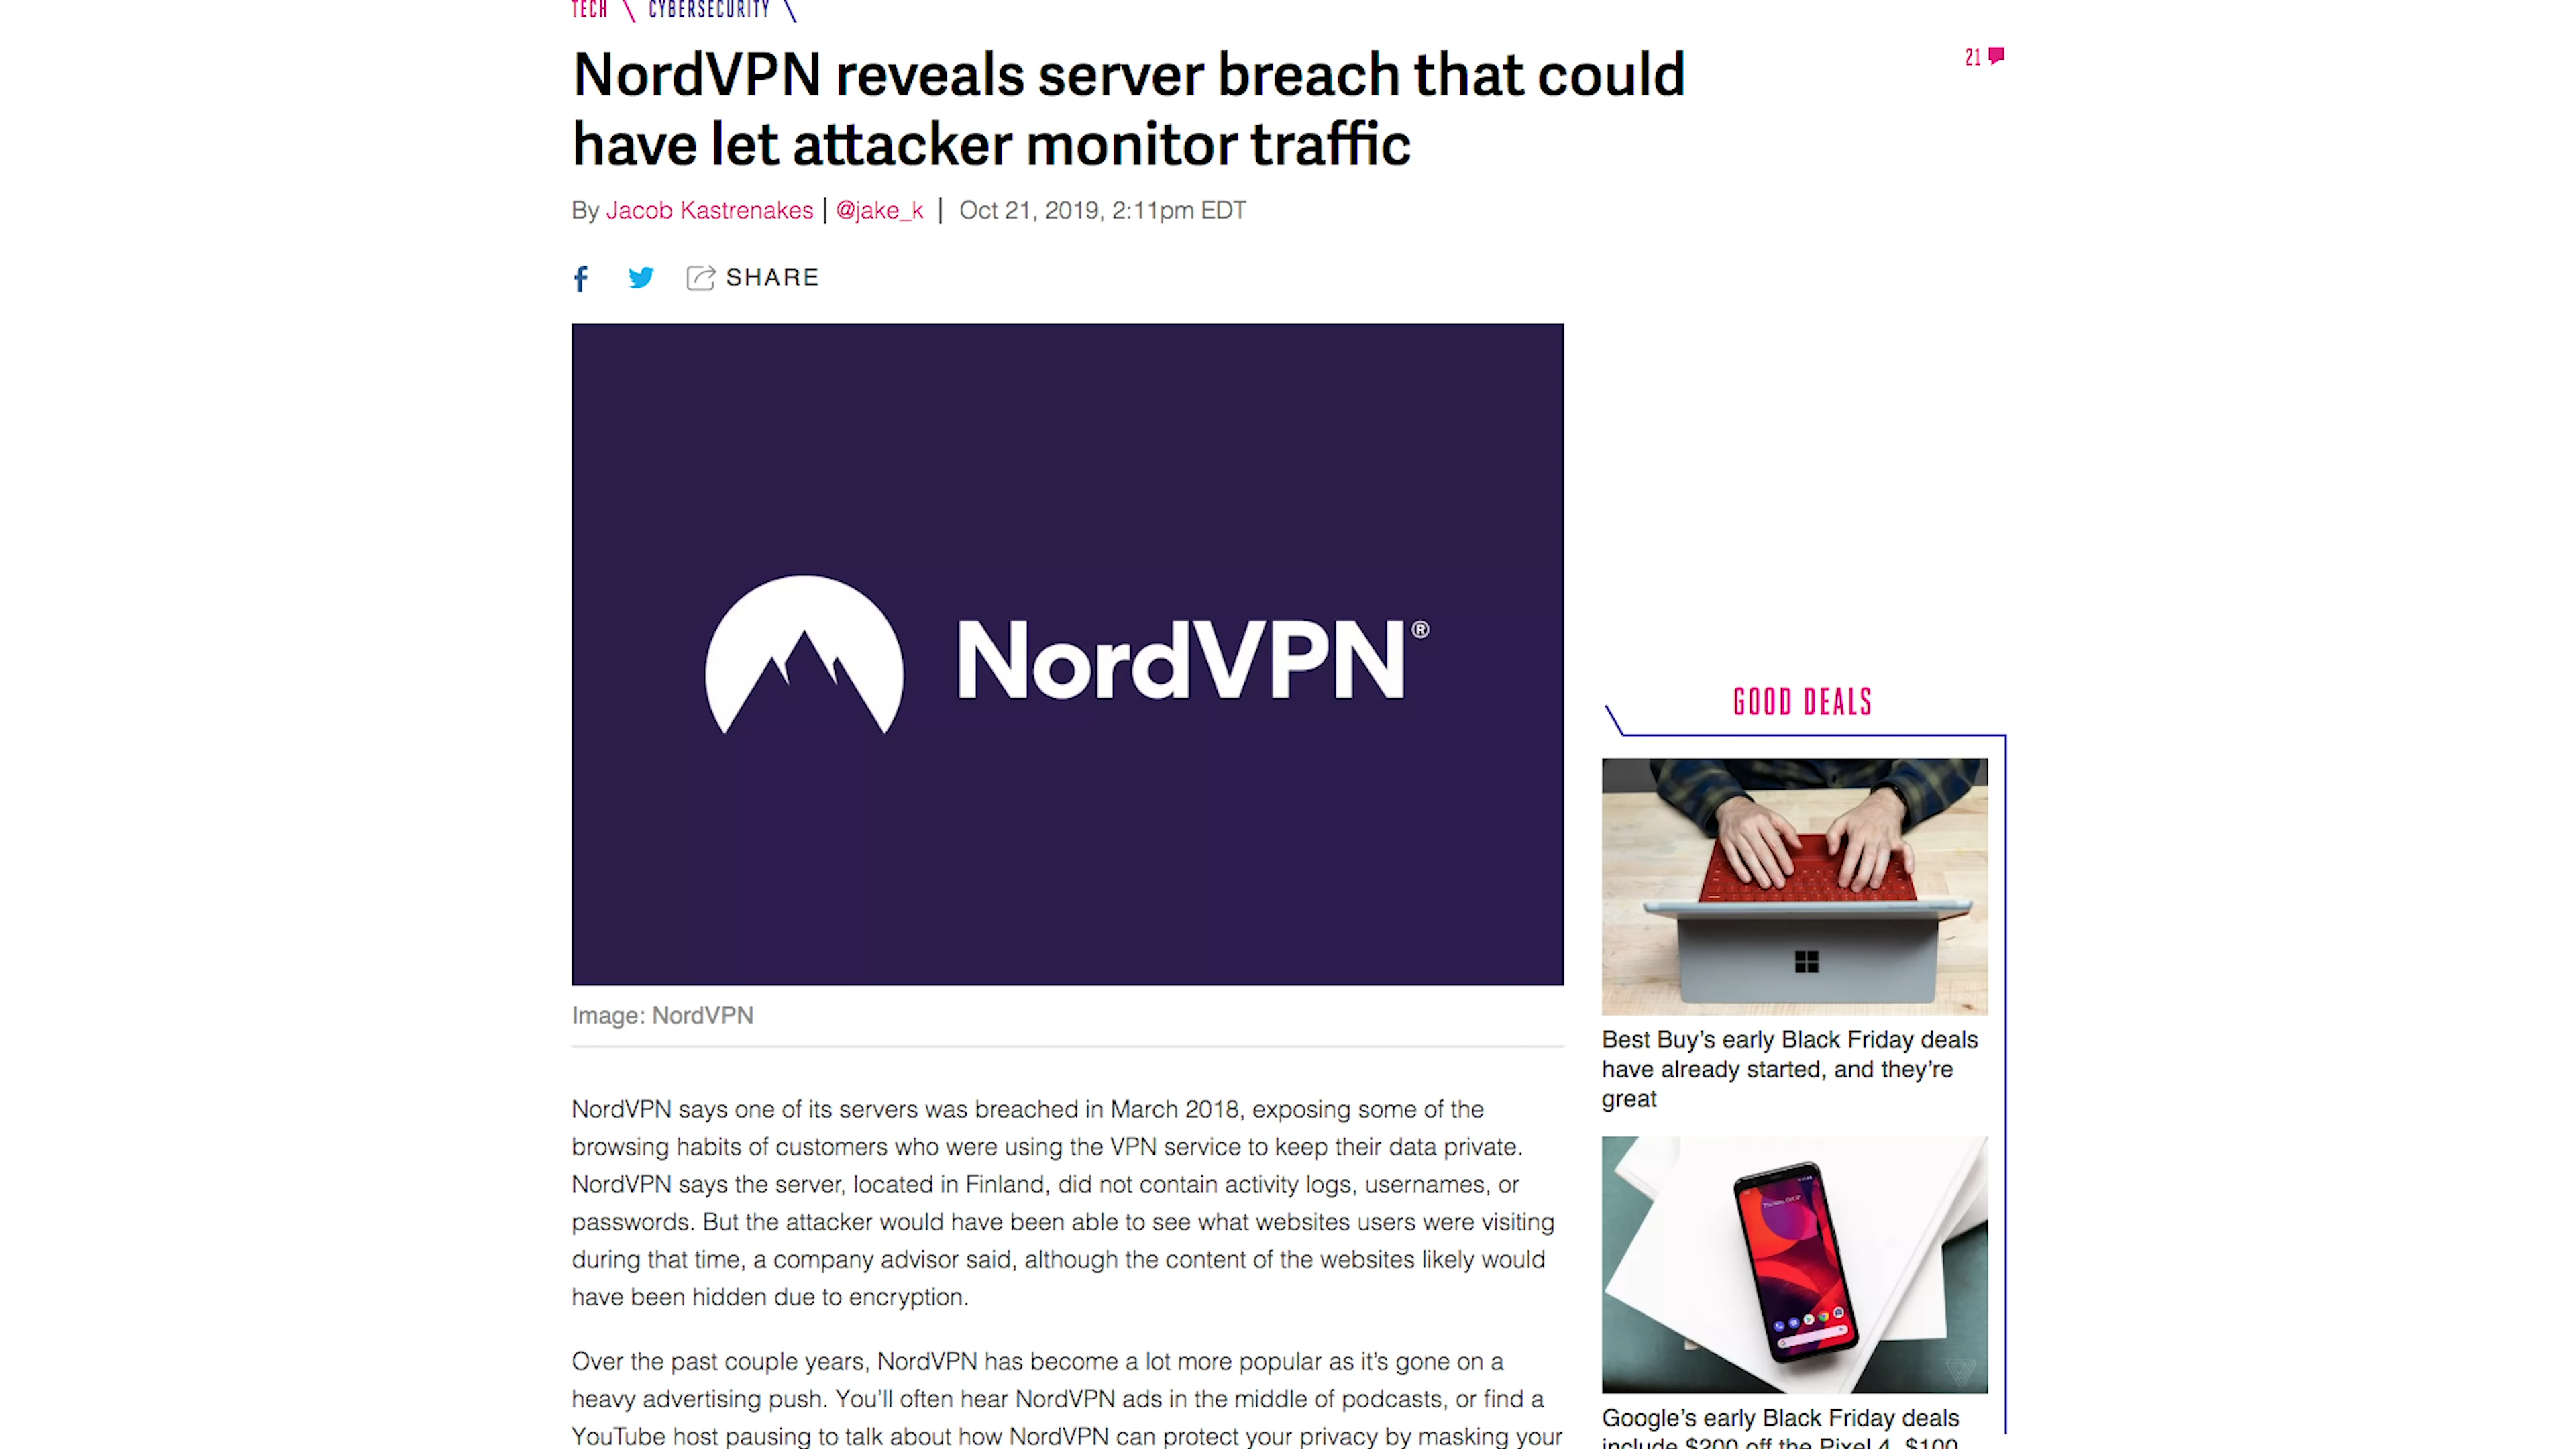 TECH \ CYBERSECURITY \
NordVPN reveals server breach that could
have let attacker monitor traffic
21
By Jacob Kastrenakes | @jake_k | Oct 21, 2019, 2:11pm EDT
f SHARE
NordVPN®
Image: NordVPN
NordVPN says one of its servers was breached in March 2018, exposing some of the
browsing habits of customers who were using the VPN service to keep their data private.
NordVPN says the server, located in Finland, did not contain activity logs, usernames, or
passwords. But the attacker would have been able to see what websites users were visiting
during that time, a company advisor said, although the content of the websites likely would
have been hidden due to encryption.
Over the past couple years, NordVPN has become a lot more popular as it’s gone on a
heavy advertising push. You’ll often hear NordVPN ads in the middle of podcasts, or find a
YouTube host pausing to talk about how NordVPN can protect your privacy by masking your
GOOD DEALS
Best Buy’s early Black Friday deals
have already started, and they’re
great
Google’s early Black Friday deals
include $200 off the Pixel 4, $100